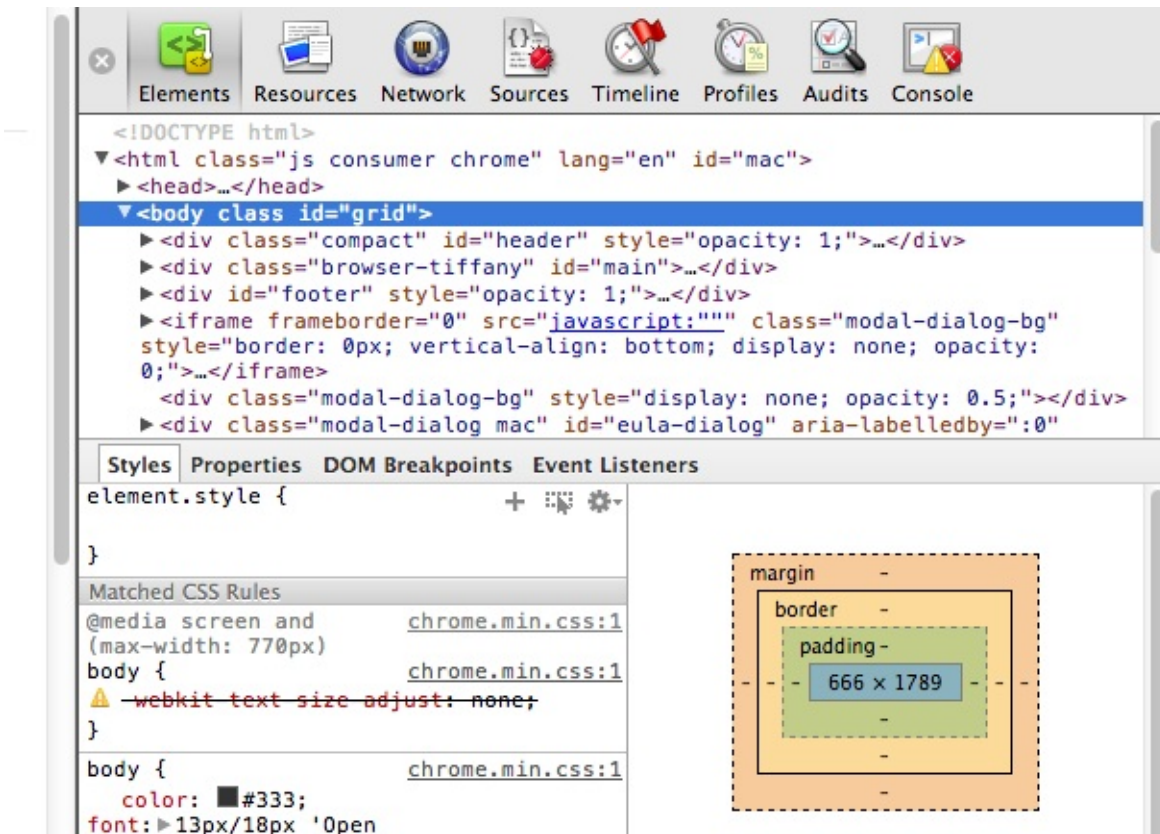 Elements Resources Network Sources Timeline Profiles Audits Console
<!DOCTYPE html>
▼<html class="js consumer chrome" lang="en" id="mac">
▶<head>…</head>
▼<body class id="grid">
▶<div class="compact" id="header" style="opacity: 1;">…</div>
▶<div class="browser-tiffany" id="main">…</div>
▶<div id="footer" style="opacity: 1;">…</div>
▶<iframe frameborder="0" src="javascript:""" class="modal-dialog-bg"
style="border: 0px; vertical-align: bottom; display: none; opacity:
0;">…</iframe>
<div class="modal-dialog-bg" style="display: none; opacity: 0.5;"></div>
▶<div class="modal-dialog mac" id="eula-dialog" aria-labelledby=":0"
Styles Properties DOM Breakpoints Event Listeners
element.style {
}
Matched CSS Rules
@media screen and chrome.min.css:1
(max-width: 770px)
body { chrome.min.css:1
-webkit-text-size-adjust: none;
}
body { chrome.min.css:1
color: #333;
font:▶13px/18px 'Open
margin -
border -
padding -
- - - 666 × 1789 - - -
-
-
-